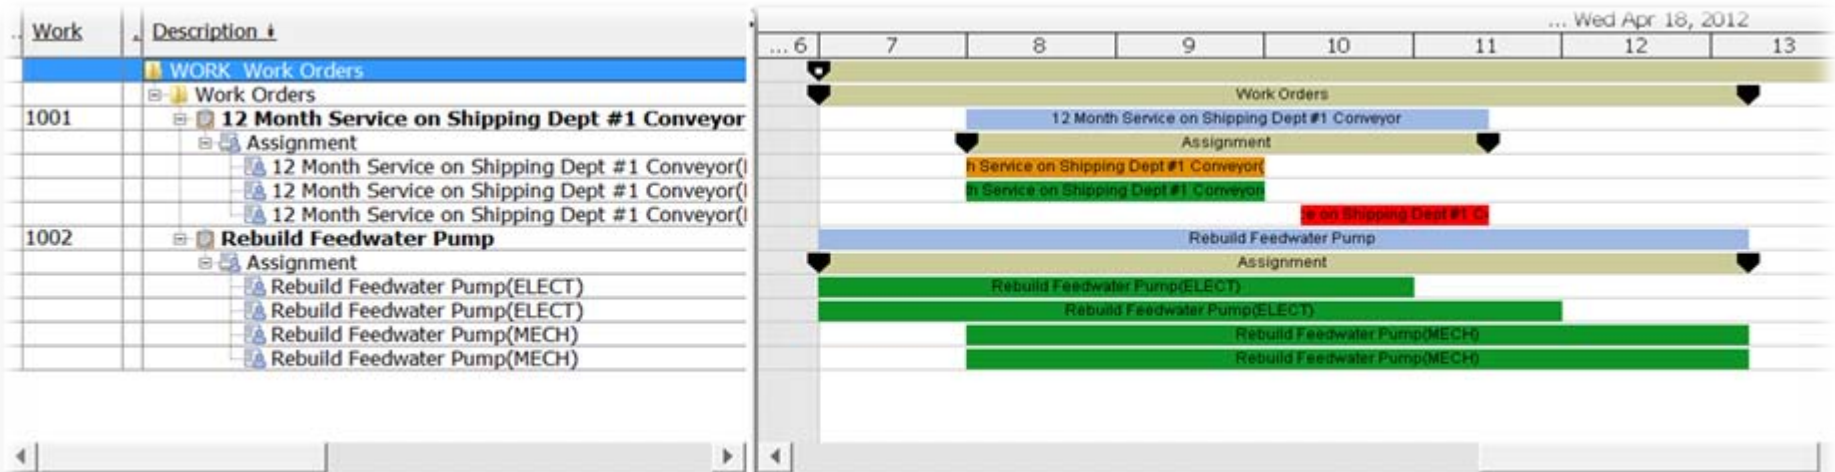 Work Description ... Wed Apr 18, 2012
... 6 7 8 9 10 11 12 13
WORK Work Orders
Work Orders Work Orders
1001 12 Month Service on Shipping Dept #1 Conveyor 12 Month Service on Shipping Dept #1 Conveyor
Assignment Assignment
12 Month Service on Shipping Dept #1 Conveyor( h Service on Shipping Dept #1 Conveyor(
12 Month Service on Shipping Dept #1 Conveyor( h Service on Shipping Dept #1 Conveyor
12 Month Service on Shipping Dept #1 Conveyor( e on Shipping Dept #1 C
1002 Rebuild Feedwater Pump Rebuild Feedwater Pump
Assignment Assignment
Rebuild Feedwater Pump(ELECT) Rebuild Feedwater Pump(ELECT)
Rebuild Feedwater Pump(ELECT) Rebuild Feedwater Pump(ELECT)
Rebuild Feedwater Pump(MECH) Rebuild Feedwater Pump(MECH)
Rebuild Feedwater Pump(MECH) Rebuild Feedwater Pump(MECH)